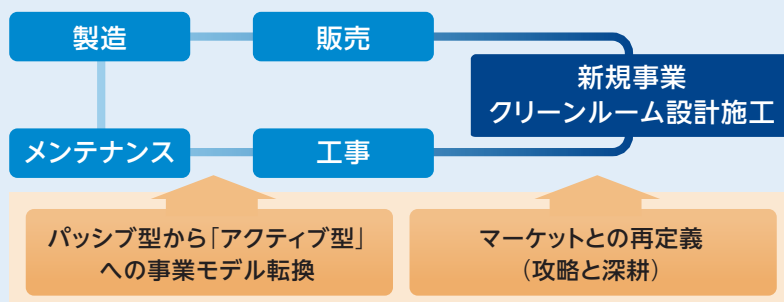 製造
販売
新規事業
クリーンルーム設計施工
メンテナンス
工事
パッシブ型から「アクティブ型」
への事業モデル転換
マーケットとの再定義
（攻略と深耕）